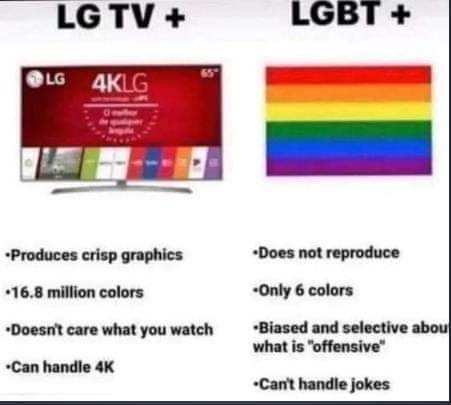 LG TV +
LGBT +
LG
4KLG
65"
O melhor
de qualquer
ângulo
•Produces crisp graphics
•16.8 million colors
•Doesn't care what you watch
•Can handle 4K
•Does not reproduce
•Only 6 colors
•Biased and selective abou
what is "offensive"
•Can't handle jokes